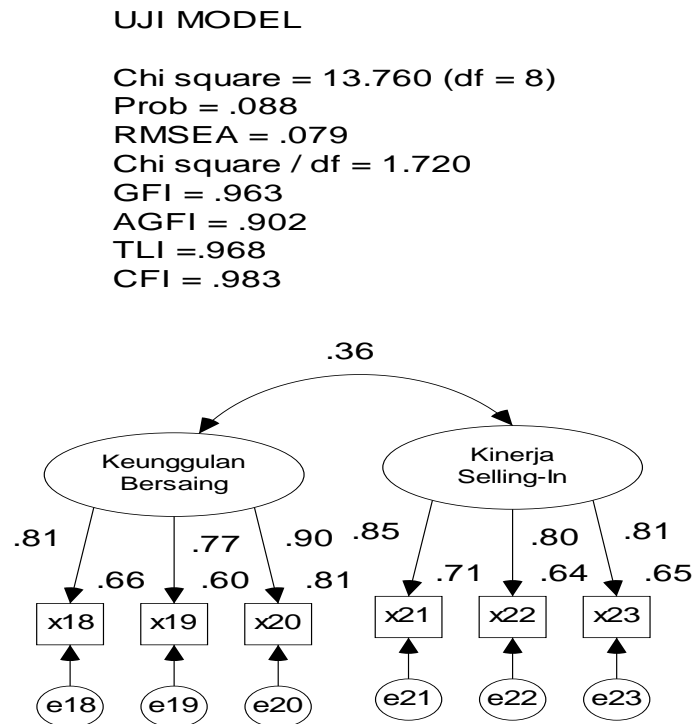 UJI MODEL
Chi square = 13.760 (df = 8)
Prob = .088
RMSEA = .079
Chi square / df = 1.720
GFI = .963
AGFI = .902
TLI =.968
CFI = .983
.36
Keunggulan
Bersaing
Kinerja
Selling-In
.81 .77 .90 .85 .80 .81
.66 .60 .81 .71 .64 .65
x18 x19 x20 x21 x22 x23
e18 e19 e20 e21 e22 e23